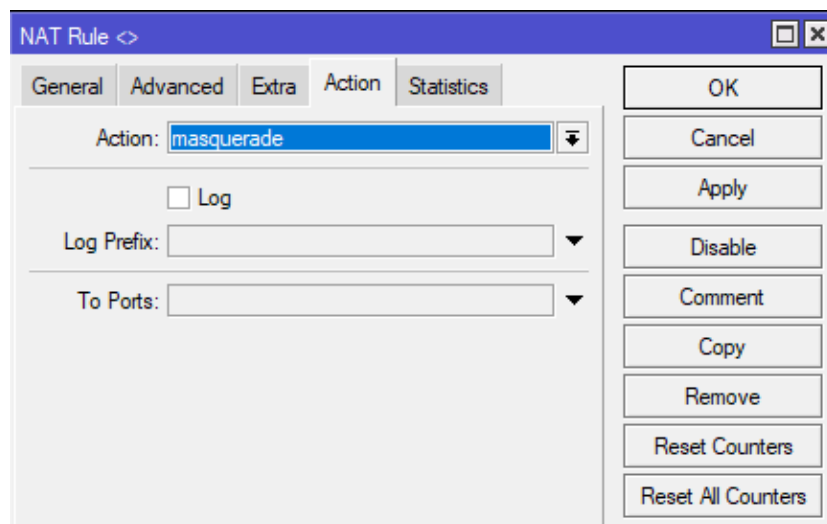 NAT Rule <>
General
Advanced
Extra
Action
Statistics
Action: masquerade
Log
Log Prefix:
To Ports:
OK
Cancel
Apply
Disable
Comment
Copy
Remove
Reset Counters
Reset All Counters